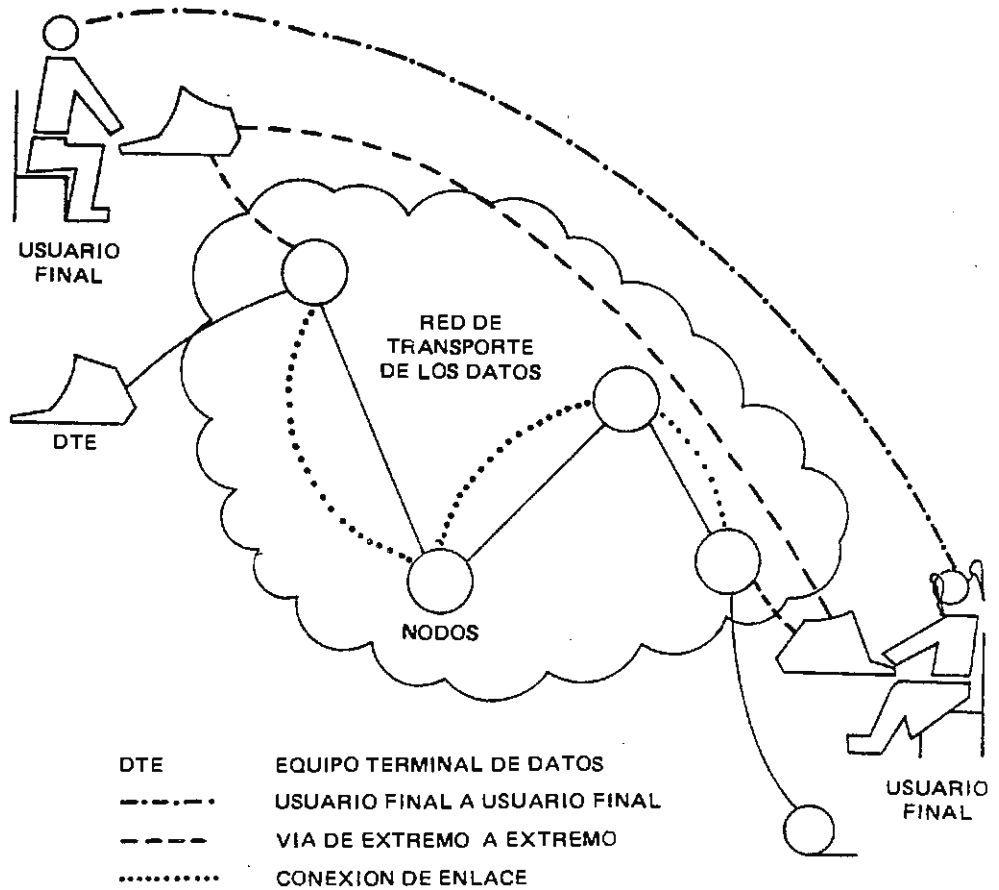 USUARIO
FINAL
RED DE
TRANSPORTE
DE LOS DATOS
DTE
NODOS
USUARIO
FINAL
DTE EQUIPO TERMINAL DE DATOS
USUARIO FINAL A USUARIO FINAL
VIA DE EXTREMO A EXTREMO
CONEXION DE ENLACE